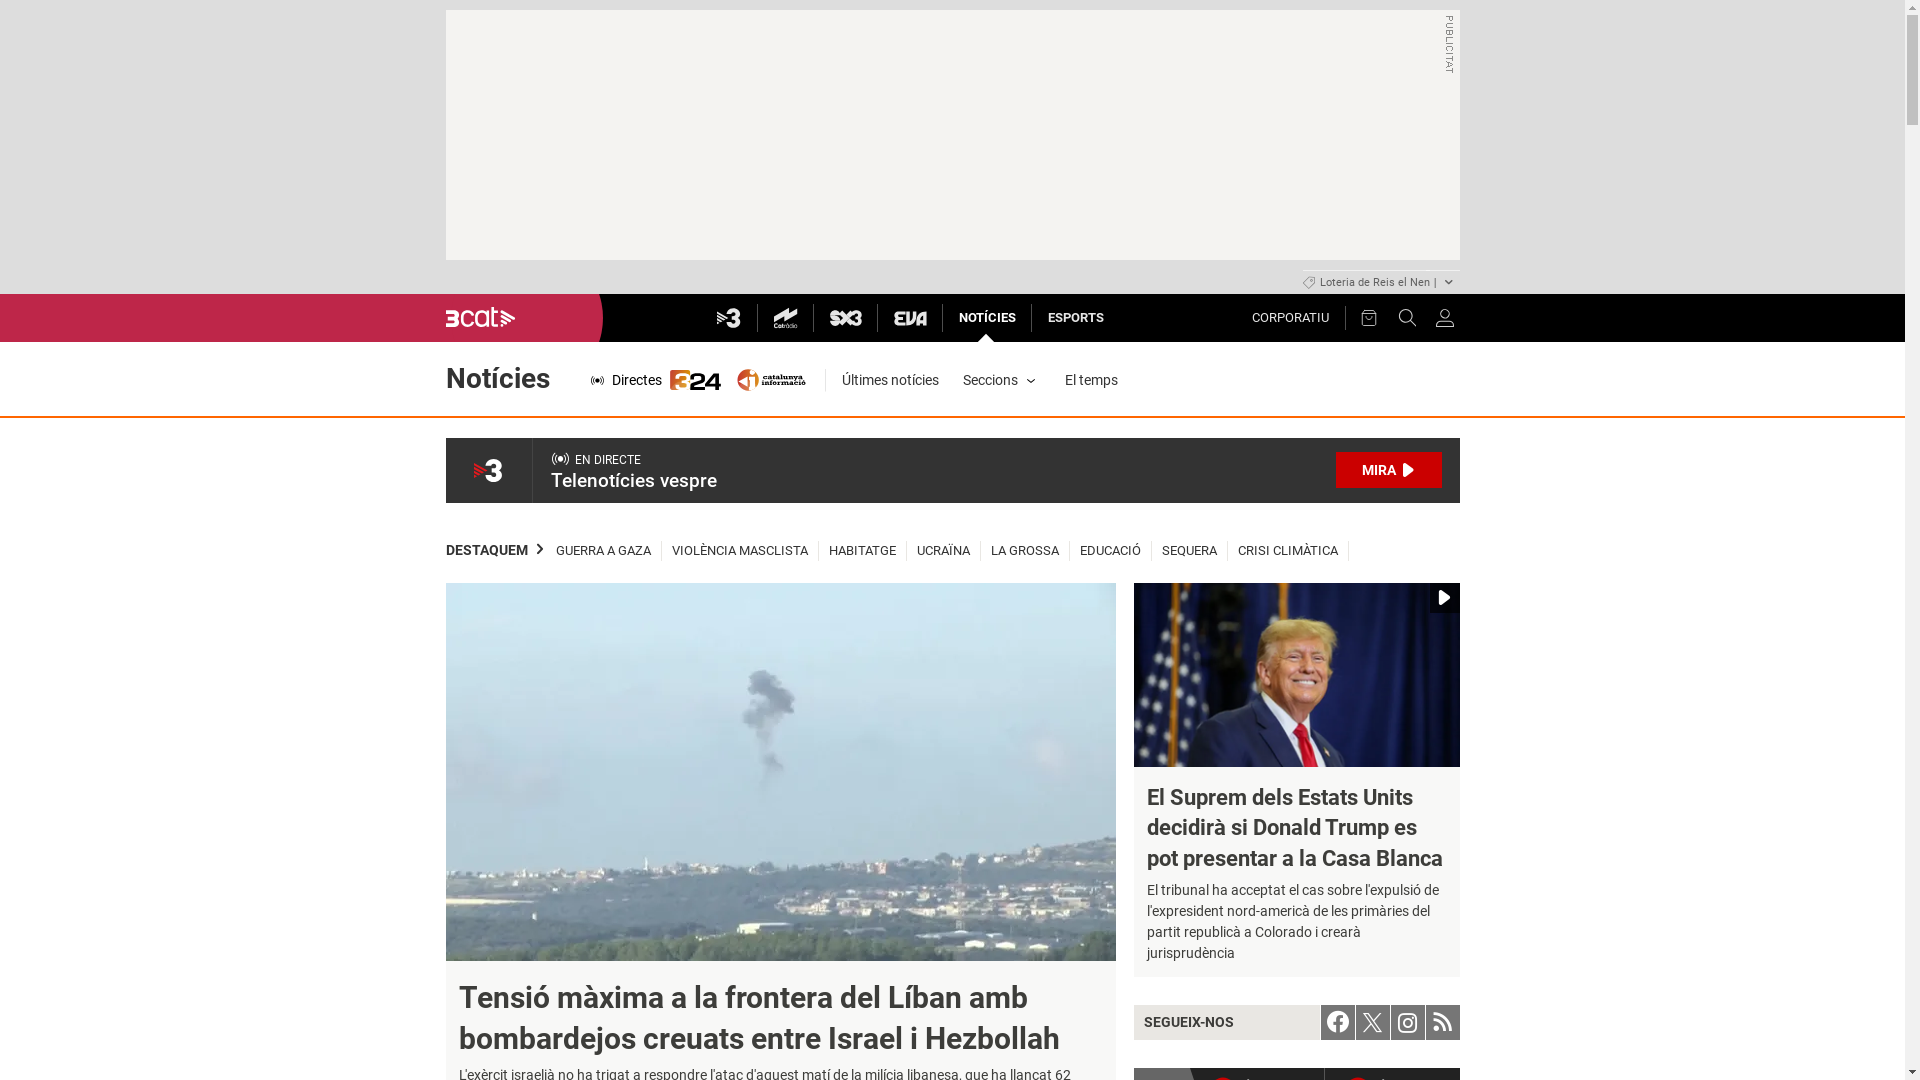 PUBLICITAT
Loteria de Reis el Nen |
3cat
3
Catràdio
SX3
EVA
NOTÍCIES
ESPORTS
CORPORATIU
Notícies
Directes
324
catalunya
informació
Últimes notícies
Seccions
El temps
3
EN DIRECTE
Telenotícies vespre
MIRA
DESTAQUEM
GUERRA A GAZA
VIOLÈNCIA MASCLISTA
HABITATGE
UCRAÏNA
LA GROSSA
EDUCACIÓ
SEQUERA
CRISI CLIMÀTICA
Tensió màxima a la frontera del Líban amb
bombardejos creuats entre Israel i Hezbollah
L'exèrcit israelià no ha trigat a respondre l'atac d'aquest matí de la milícia libanesa, que ha llançat 62
El Suprem dels Estats Units
decidirà si Donald Trump es
pot presentar a la Casa Blanca
El tribunal ha acceptat el cas sobre l'expulsió de
l'expresident nord-americà de les primàries del
partit republicà a Colorado i crearà
jurisprudència
SEGUEIX-NOS